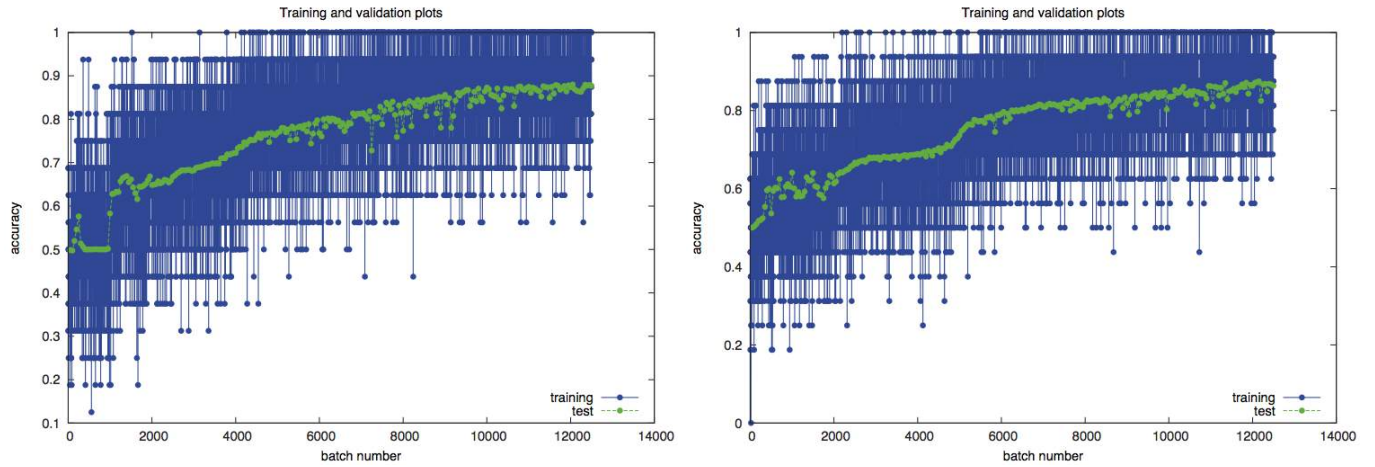 Training and validation plots
1
0.9
0.8
0.7
0.6
0.5
0.4
0.3
0.2
0.1
accuracy
training
test
0 2000 4000 6000 8000 10000 12000 14000
batch number
Training and validation plots
1
0.8
0.6
0.4
0.2
0
accuracy
training
test
0 2000 4000 6000 8000 10000 12000 14000
batch number